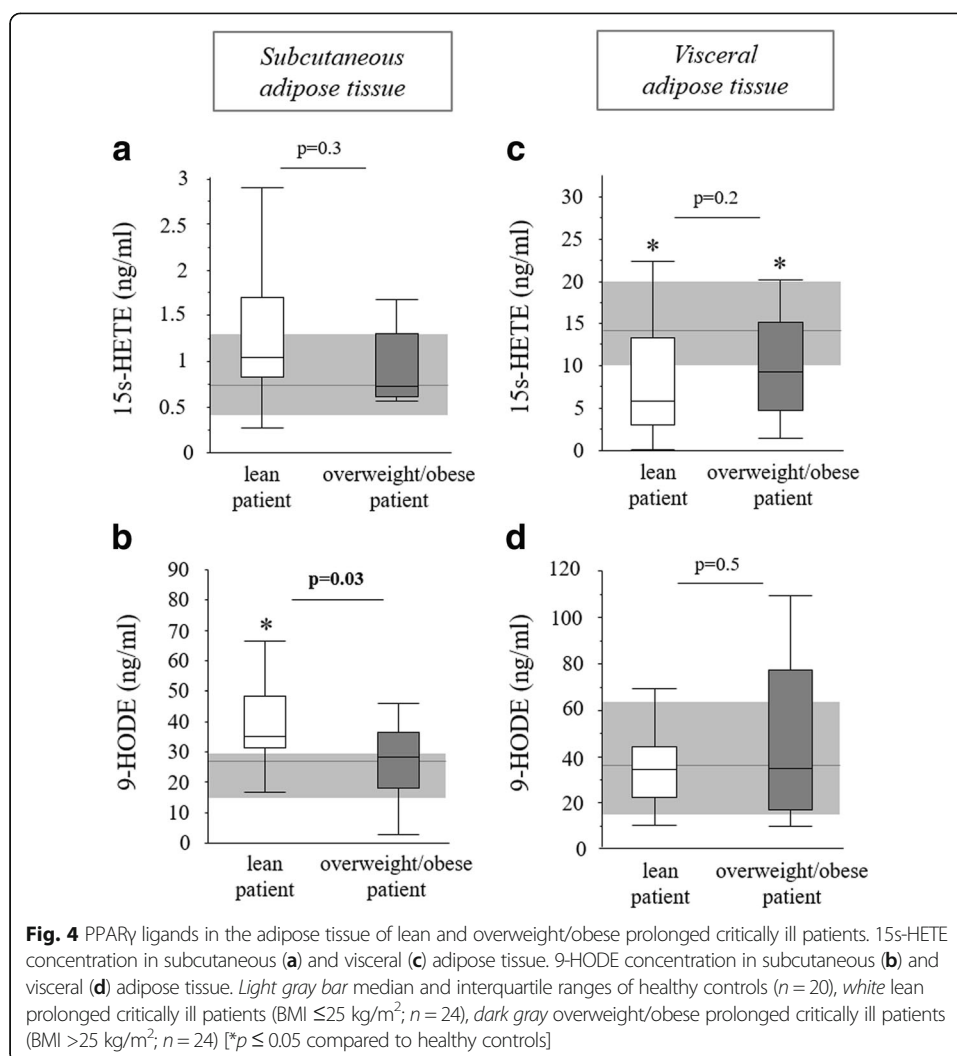 Subcutaneous
adipose tissue
Visceral
adipose tissue
a
p=0.3
15s-HETE (ng/ml)
3
2.5
2
1.5
1
0.5
0
lean
patient
overweight/obese
patient
c
p=0.2
15s-HETE (ng/ml)
30
25
20
15
10
5
0
*
*
lean
patient
overweight/obese
patient
b
p=0.03
9-HODE (ng/ml)
90
80
70
60
50
40
30
20
10
0
*
lean
patient
overweight/obese
patient
d
p=0.5
9-HODE (ng/ml)
120
100
80
60
40
20
0
lean
patient
overweight/obese
patient
Fig. 4 PPARγ ligands in the adipose tissue of lean and overweight/obese prolonged critically ill patients. 15s-HETE
concentration in subcutaneous (a) and visceral (c) adipose tissue. 9-HODE concentration in subcutaneous (b) and
visceral (d) adipose tissue. Light gray bar median and interquartile ranges of healthy controls (n = 20), white lean
prolonged critically ill patients (BMI ≤25 kg/m²; n = 24), dark gray overweight/obese prolonged critically ill patients
(BMI >25 kg/m²; n = 24) [*p ≤ 0.05 compared to healthy controls]